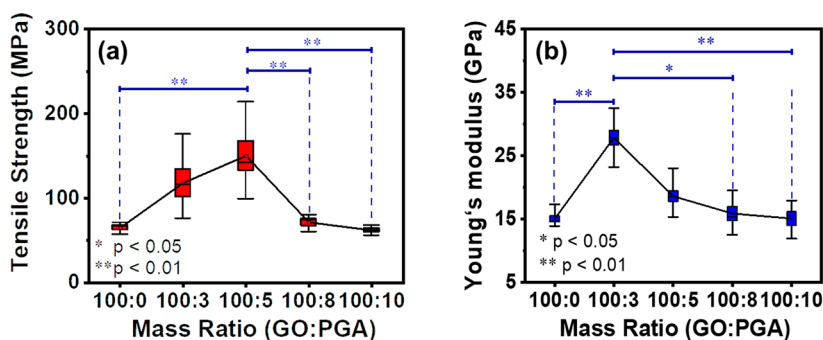 (a)
Tensile Strength (MPa)
300
200
100
0
**
**
**
* p < 0.05
**p < 0.01
100:0 100:3 100:5 100:8 100:10
Mass Ratio (GO:PGA)
(b)
Young‘s modulus (GPa)
45
35
25
15
5
**
*
**
* p < 0.05
** p < 0.01
100:0 100:3 100:5 100:8 100:10
Mass Ratio (GO:PGA)